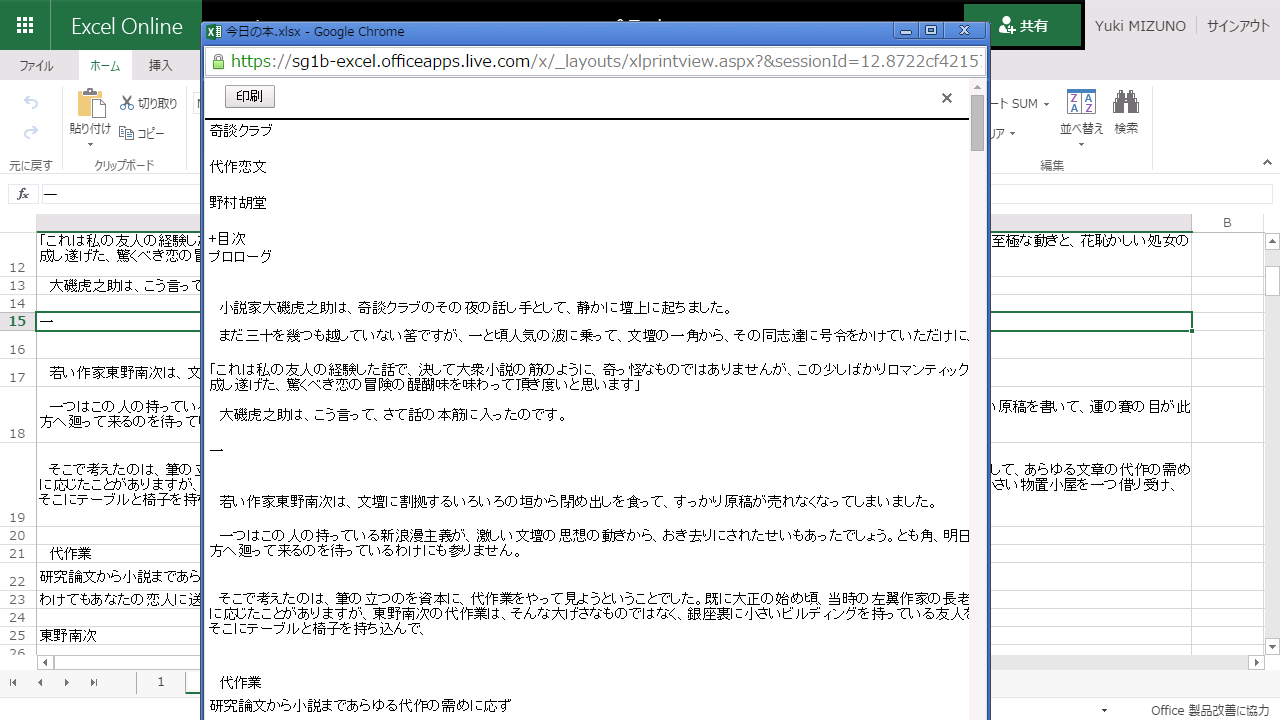 Excel Online
共有
Yuki MIZUNO
サインアウト
ファイル
ホーム
挿入
今日の本.xlsx - Google Chrome
https://sg1b-excel.officeapps.live.com/x/_layouts/xlprintview.aspx?&sessionId=12.8722cf4215
印刷
元に戻す
貼り付け
切り取り
コピー
クリップボード
ート SUM
リア
並べ替え
検索
編集
fx
一
B
12
「これは私の友人の経験した
至極な動きと、花恥かしい処女の
成し遂げた、驚くべき恋の冒
13
大磯虎之助は、こう言って
14
15
一
16
17
若い作家東野南次は、文
18
一つはこの人の持ってい
い原稿を書いて、運の賽の目が此
方へ廻って来るのを待って
19
そこで考えたのは、筆の立
して、あらゆる文章の代作の需め
に応じたことがありますが、
さい物置小屋を一つ借り受け、
そこにテーブルと椅子を持
20
21
代作業
22
研究論文から小説まであら
23
わけてもあなたの恋人に送
24
25
東野南次
26
1
奇談クラブ
代作恋文
野村胡堂
+目次
プロローグ
小説家大磯虎之助は、奇談クラブのその夜の話し手として、静かに壇上に起ちました。
まだ三十を幾つも越していない筈ですが、一と頃人気の波に乗って、文壇の一角から、その同志達に号令をかけていただけに、
「これは私の友人の経験した話で、決して大衆小説の筋のように、奇っ怪なものではありませんが、この少しばかりロマンティック
成し遂げた、驚くべき恋の冒険の醍醐味を味わって頂き度いと思います」
大磯虎之助は、こう言って、さて話の本筋に入ったのです。
一
若い作家東野南次は、文壇に割拠するいろいろの垣から閉め出しを食って、すっかり原稿が売れなくなってしまいました。
一つはこの人の持っている新浪漫主義が、激しい文壇の思想の動きから、おき去りにされたせいもあったでしょう。とも角、明日
方へ廻って来るのを待っているわけにも参りません。
そこで考えたのは、筆の立つのを資本に、代作業をやって見ようということでした。既に大正の始め頃、当時の左翼作家の長老
に応じたことがありますが、東野南次の代作業は、そんな大げさなものではなく、銀座裏に小さいビルディングを持っている友人を
そこにテーブルと椅子を持ち込んで、
代作業
研究論文から小説まであらゆる代作の需めに応ず
Office 製品改善に協力